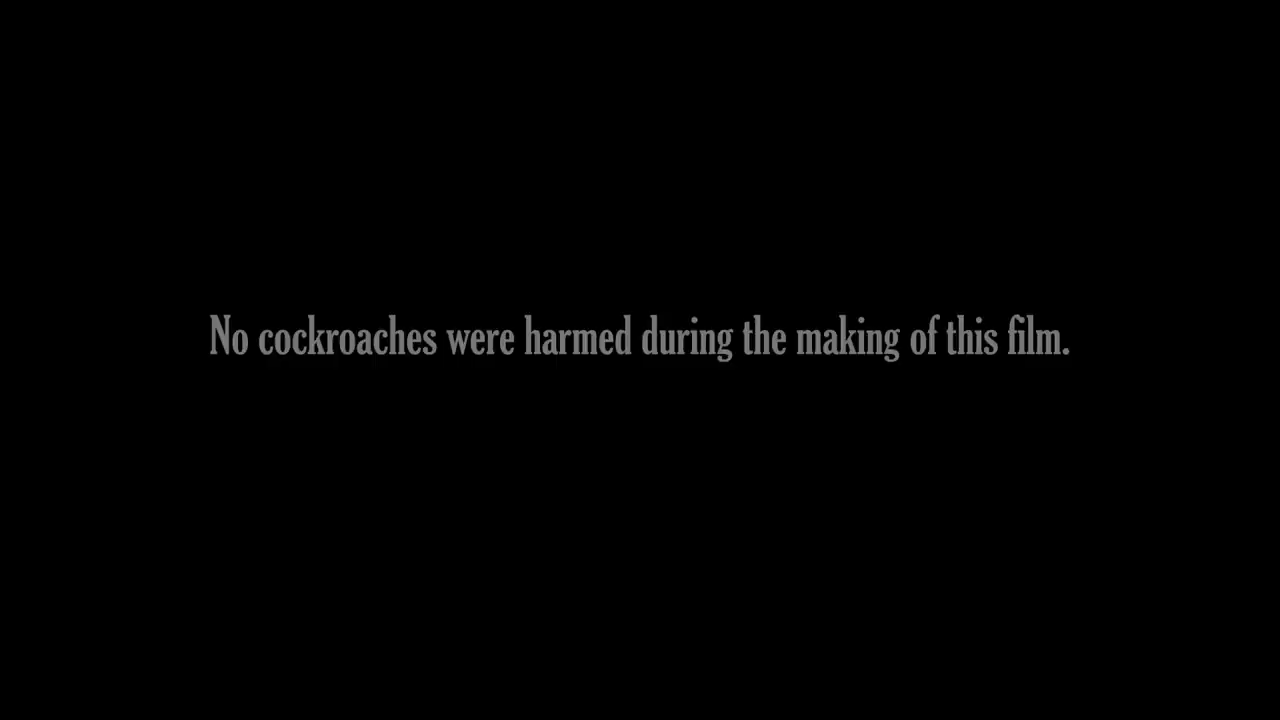 No cockroaches were harmed during the making of this film.